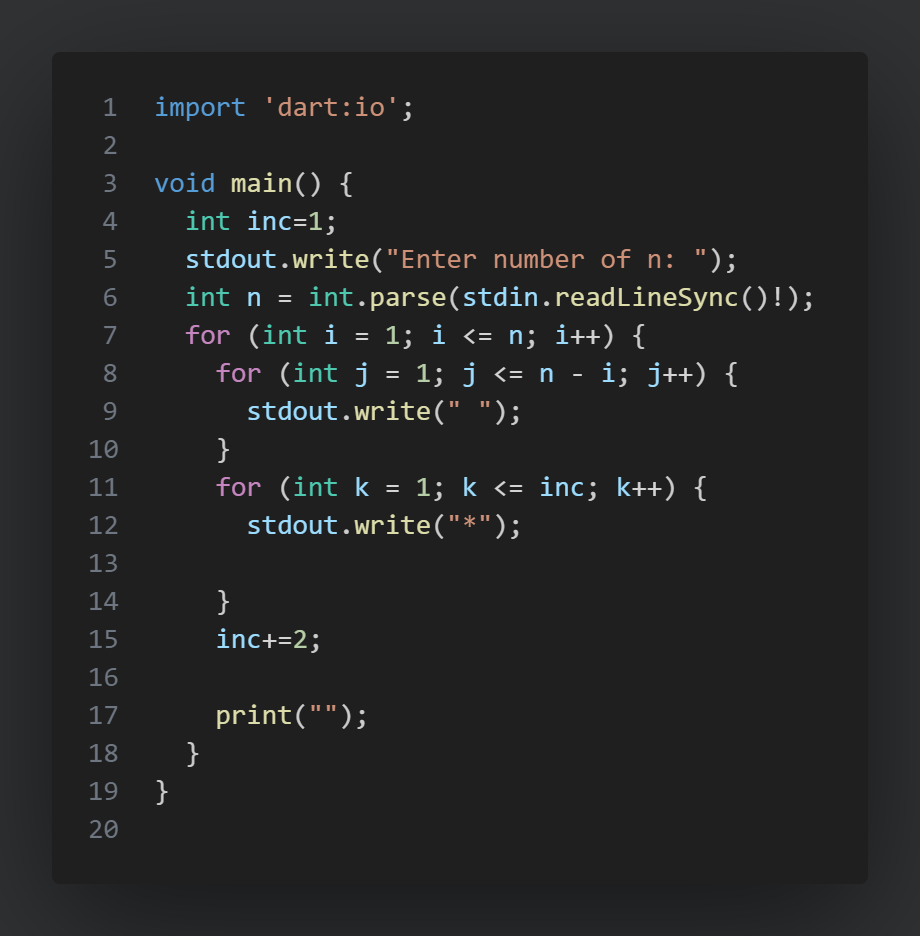 1 import 'dart:io';
2
3 void main() {
4   int inc=1;
5   stdout.write("Enter number of n: ");
6   int n = int.parse(stdin.readLineSync()!);
7   for (int i = 1; i <= n; i++) {
8     for (int j = 1; j <= n - i; j++) {
9       stdout.write(" ");
10     }
11     for (int k = 1; k <= inc; k++) {
12       stdout.write("*");
13
14     }
15     inc+=2;
16
17     print("");
18   }
19 }
20